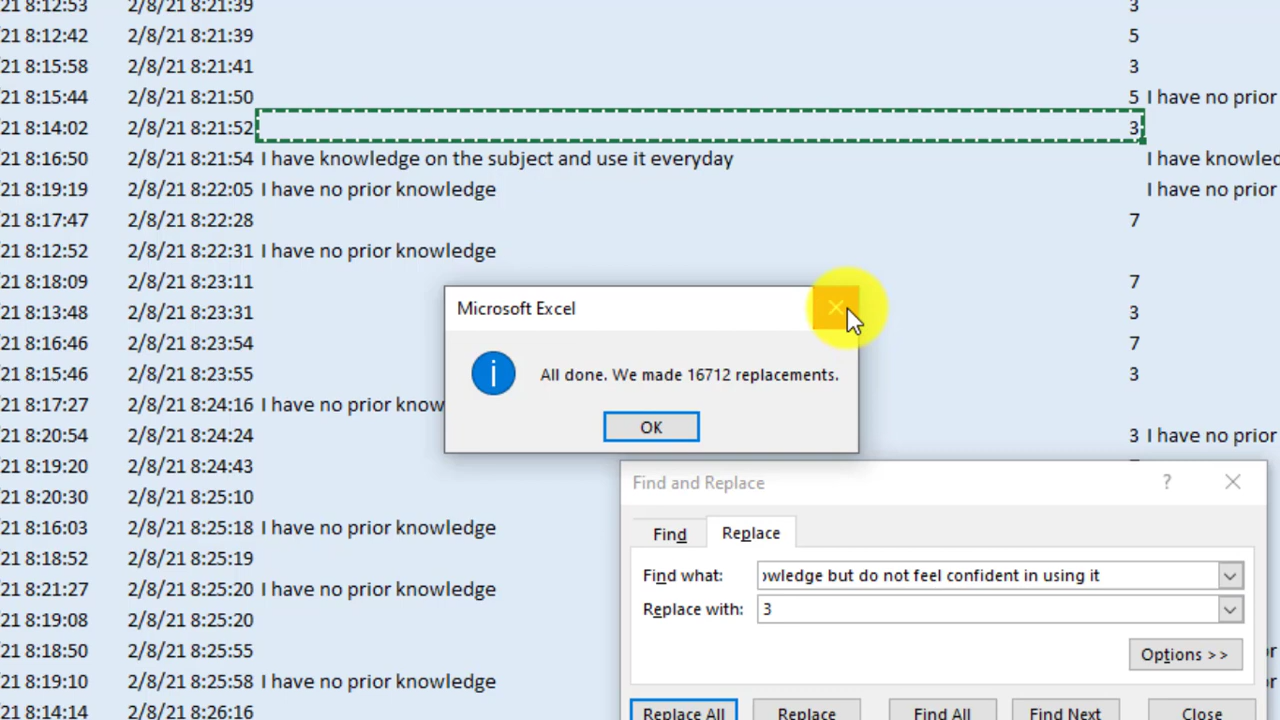 21 8:12:53 2/8/21 8:21:39 3
21 8:12:42 2/8/21 8:21:39 5
21 8:15:58 2/8/21 8:21:41 3
21 8:15:44 2/8/21 8:21:50 5 I have no prior
21 8:14:02 2/8/21 8:21:52 3
21 8:16:50 2/8/21 8:21:54 I have knowledge on the subject and use it everyday I have knowled
21 8:19:19 2/8/21 8:22:05 I have no prior knowledge I have no prior
21 8:17:47 2/8/21 8:22:28 7
21 8:12:52 2/8/21 8:22:31 I have no prior knowledge
21 8:18:09 2/8/21 8:23:11 7
21 8:13:48 2/8/21 8:23:31 3
21 8:16:46 2/8/21 8:23:54 7
21 8:15:46 2/8/21 8:23:55 3
21 8:17:27 2/8/21 8:24:16 I have no prior know
21 8:20:54 2/8/21 8:24:24 3 I have no prior
21 8:19:20 2/8/21 8:24:43
21 8:20:30 2/8/21 8:25:10
21 8:16:03 2/8/21 8:25:18 I have no prior knowledge
21 8:18:52 2/8/21 8:25:19
21 8:21:27 2/8/21 8:25:20 I have no prior knowledge
21 8:19:08 2/8/21 8:25:20
21 8:18:50 2/8/21 8:25:55
21 8:19:10 2/8/21 8:25:58 I have no prior knowledge
21 8:14:14 2/8/21 8:26:16
Microsoft Excel
All done. We made 16712 replacements.
OK
Find and Replace ?
Find Replace
Find what: owledge but do not feel confident in using it
Replace with: 3
Options >>
Replace All Replace Find All Find Next Close